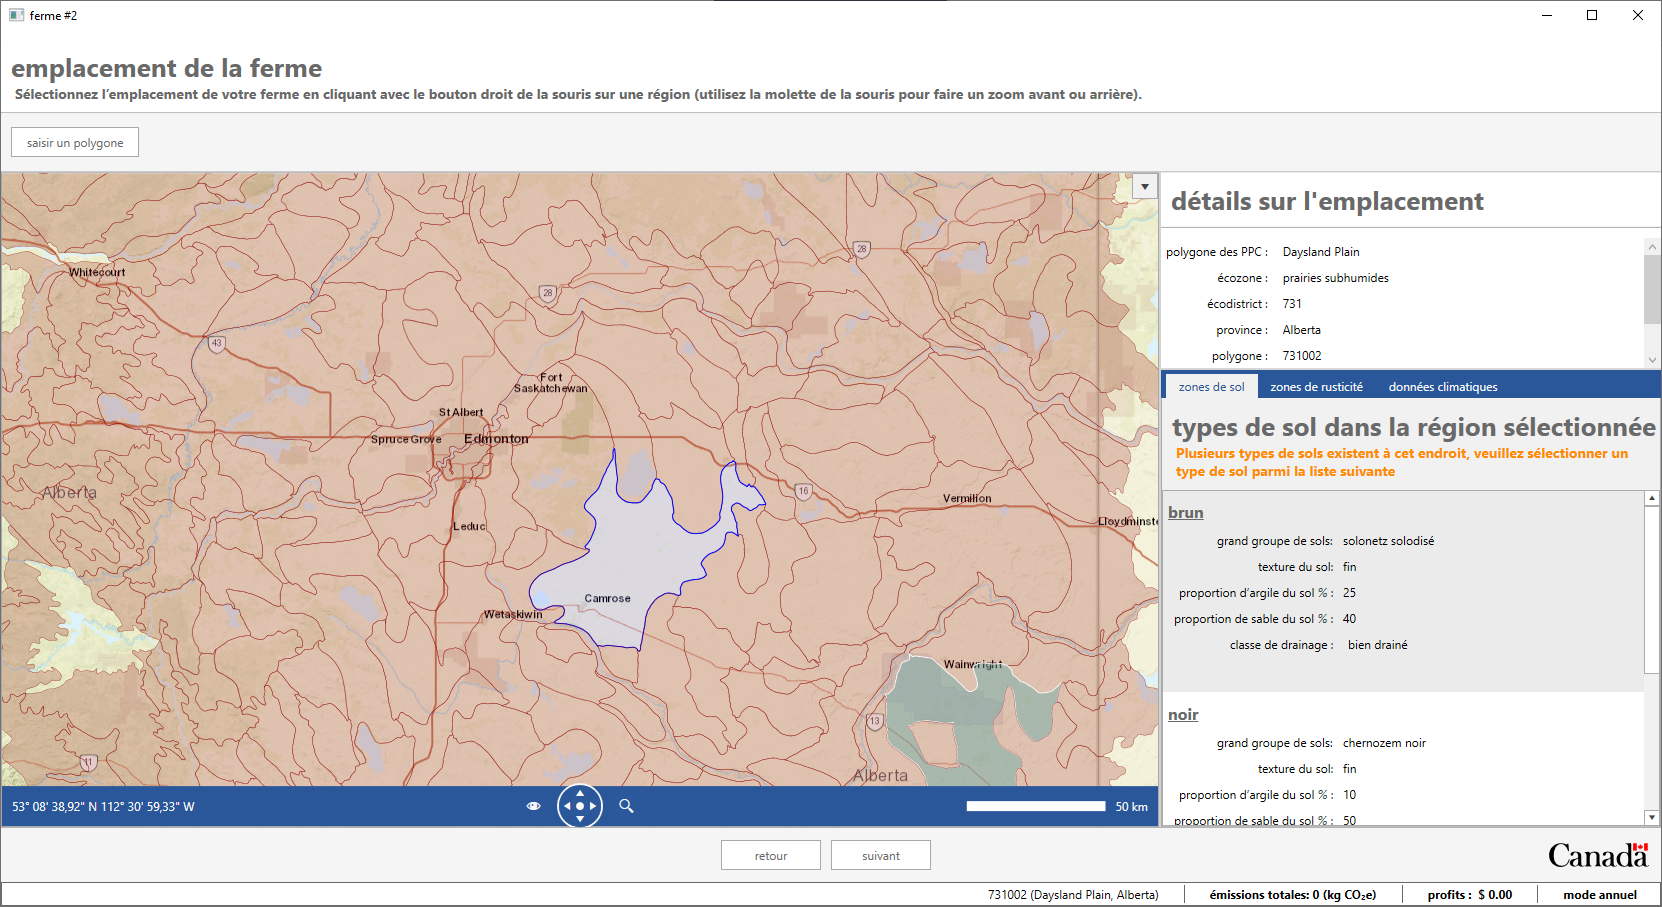 ferme #2
emplacement de la ferme
Sélectionnez l’emplacement de votre ferme en cliquant avec le bouton droit de la souris sur une région (utilisez la molette de la souris pour faire un zoom avant ou arrière).
saisir un polygone
Whitecourt
28
28
43
Fort
Saskatchewan
St Albert
Spruce Grove
Edmonton
Alberta
16
Vermilion
Leduc
Lloydminste
Camrose
Wetaskiwin
Wainwright
13
11
Alberta
53° 08' 38,92" N 112° 30' 59,33" W
50 km
détails sur l'emplacement
polygone des PPC : Daysland Plain
écozone : prairies subhumides
écodistrict : 731
province : Alberta
polygone : 731002
zones de sol zones de rusticité données climatiques
types de sol dans la région sélectionnée
Plusieurs types de sols existent à cet endroit, veuillez sélectionner un
type de sol parmi la liste suivante
brun
grand groupe de sols: solonetz solodisé
texture du sol: fin
proportion d’argile du sol % : 25
proportion de sable du sol % : 40
classe de drainage : bien drainé
noir
grand groupe de sols: chernozem noir
texture du sol: fin
proportion d’argile du sol % : 10
proportion de sable du sol % : 50
retour
suivant
Canada
731002 (Daysland Plain, Alberta)
émissions totales: 0 (kg CO₂e)
profits : $ 0.00
mode annuel